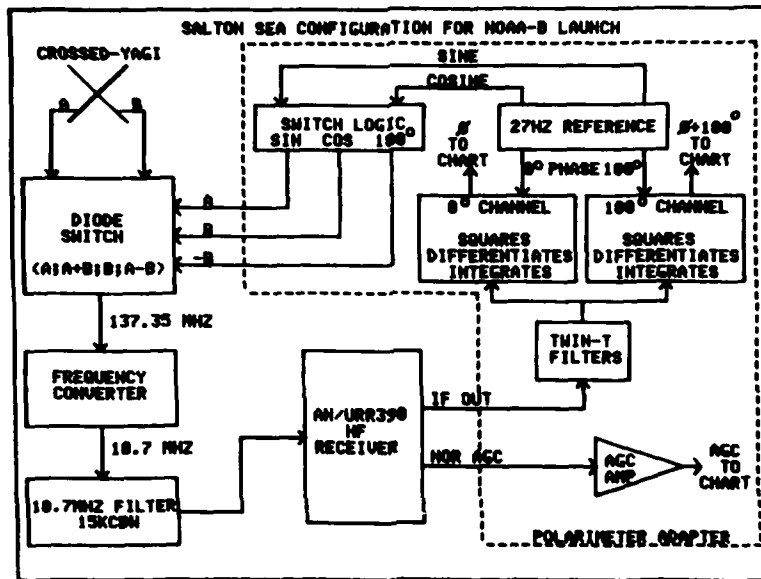 SALTON SEA CONFIGURATION FOR NOAA-B LAUNCH
CROSSED-YAGI
A
B
SINE
COSINE
SWITCH LOGIC
SIN COS 180°
27HZ REFERENCE
Ø
TO
CHART
Ø+180°
TO
CHART
0° PHASE 180°
DIODE
SWITCH
(A;A+B;B;A-B)
A
B
-B
0° CHANNEL
SQUARES
DIFFERENTIATES
INTEGRATES
180° CHANNEL
SQUARES
DIFFERENTIATES
INTEGRATES
137.35 MHZ
FREQUENCY
CONVERTER
TWIN-T
FILTERS
AN/URR390
HF
RECEIVER
IF OUT
10.7 MHZ
NOR AGC
AGC
AMP
AGC
TO
CHART
10.7MHZ FILTER
15KCBW
POLARIMETER ADAPTER